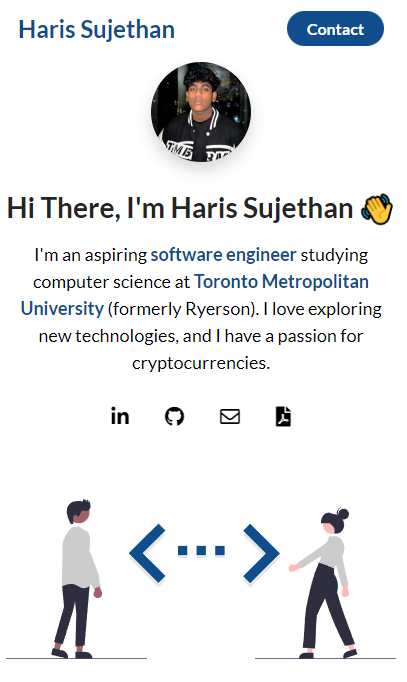 Haris Sujethan
Contact
Hi There, I'm Haris Sujethan 👋
I'm an aspiring software engineer studying
computer science at Toronto Metropolitan
University (formerly Ryerson). I love exploring
new technologies, and I have a passion for
cryptocurrencies.
in